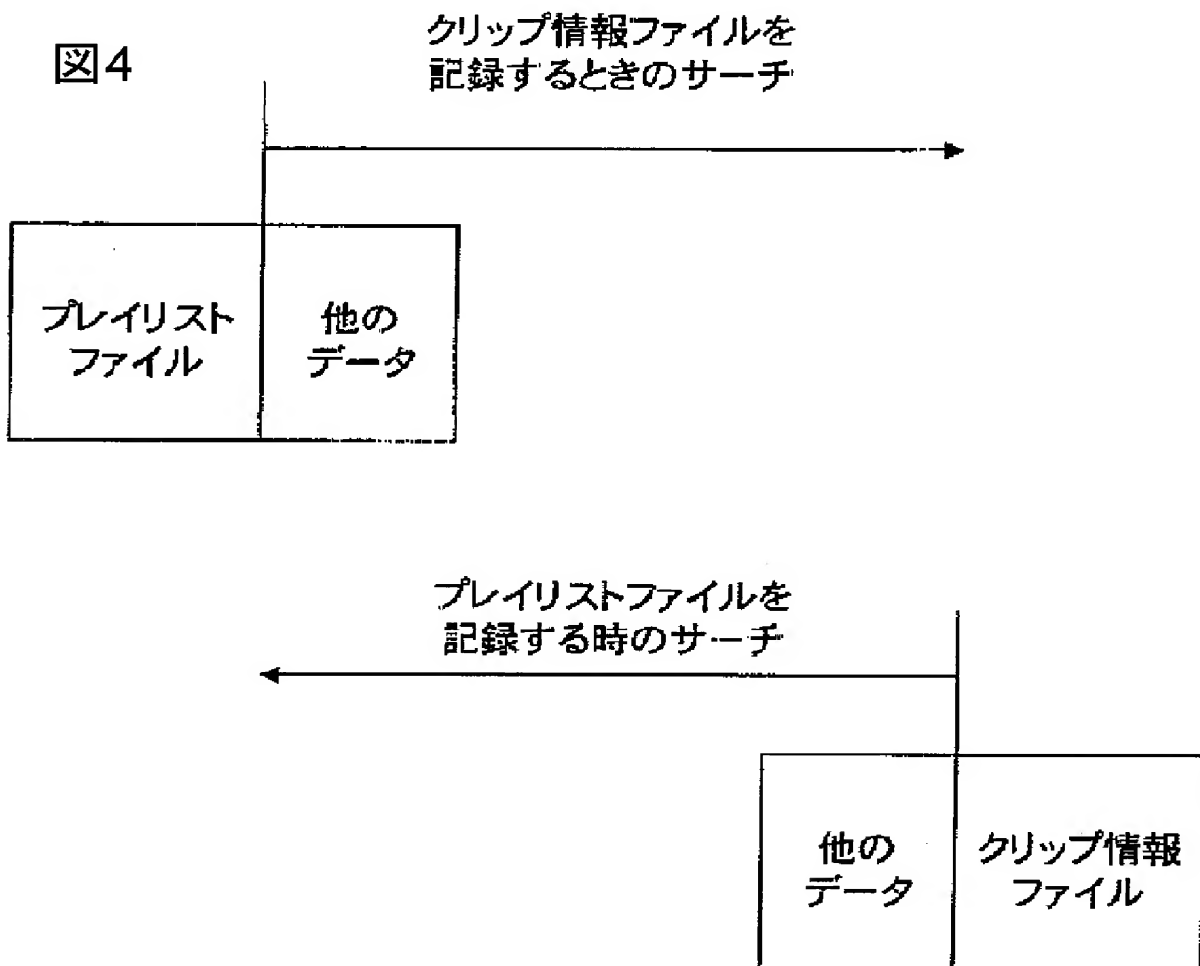 図4
クリップ情報ファイルを
記録するときのサーチ
プレイリスト
ファイル
他の
データ
プレイリストファイルを
記録する時のサーチ
他の
データ
クリップ情報
ファイル